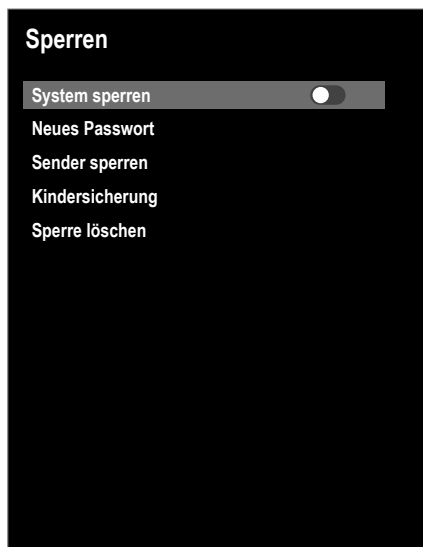 Sperren
System sperren
Neues Passwort
Sender sperren
Kindersicherung
Sperre löschen